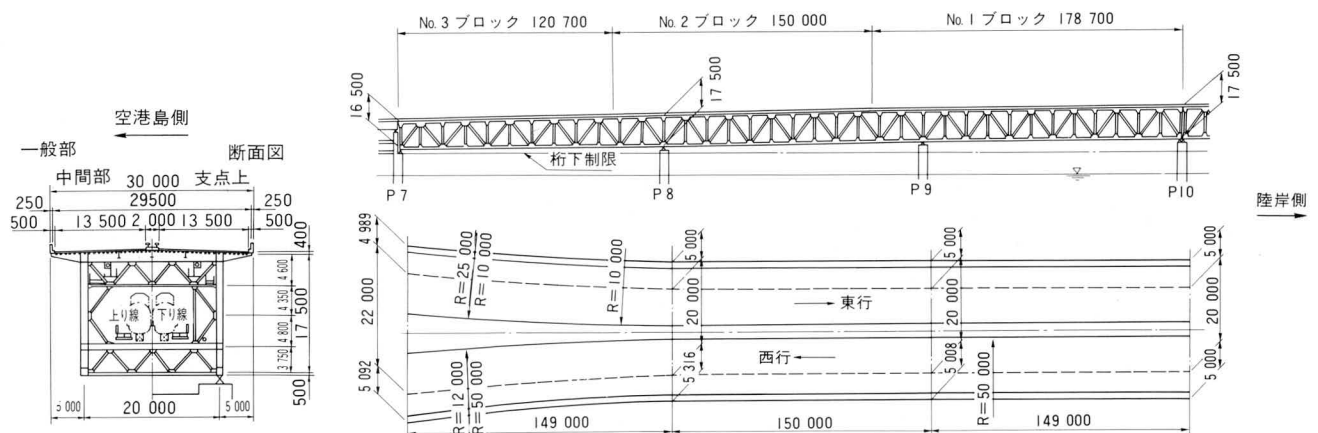 No. 3 ブロック 120 700
No. 2 ブロック 150 000
No. 1 ブロック 178 700
16 500
17 500
17 500
桁下制限
P 7
P 8
P 9
P 10
空港島側
陸岸側
一般部
断面図
中間部
支点上
30 000
250
29500
250
500
13 500
2 000
13 500
500
400
4 600
4 350
4 800
3 750
17 500
500
上り線
下り線
5 000
20 000
5 000
4 989
22 000
5 092
R=25 000
R=10 000
R=10 000
R=12 000
R=50 000
5 000
20 000
5 316
東行
西行
5 000
20 000
5 008
R=50 000
5 000
20 000
5 000
149 000
150 000
149 000